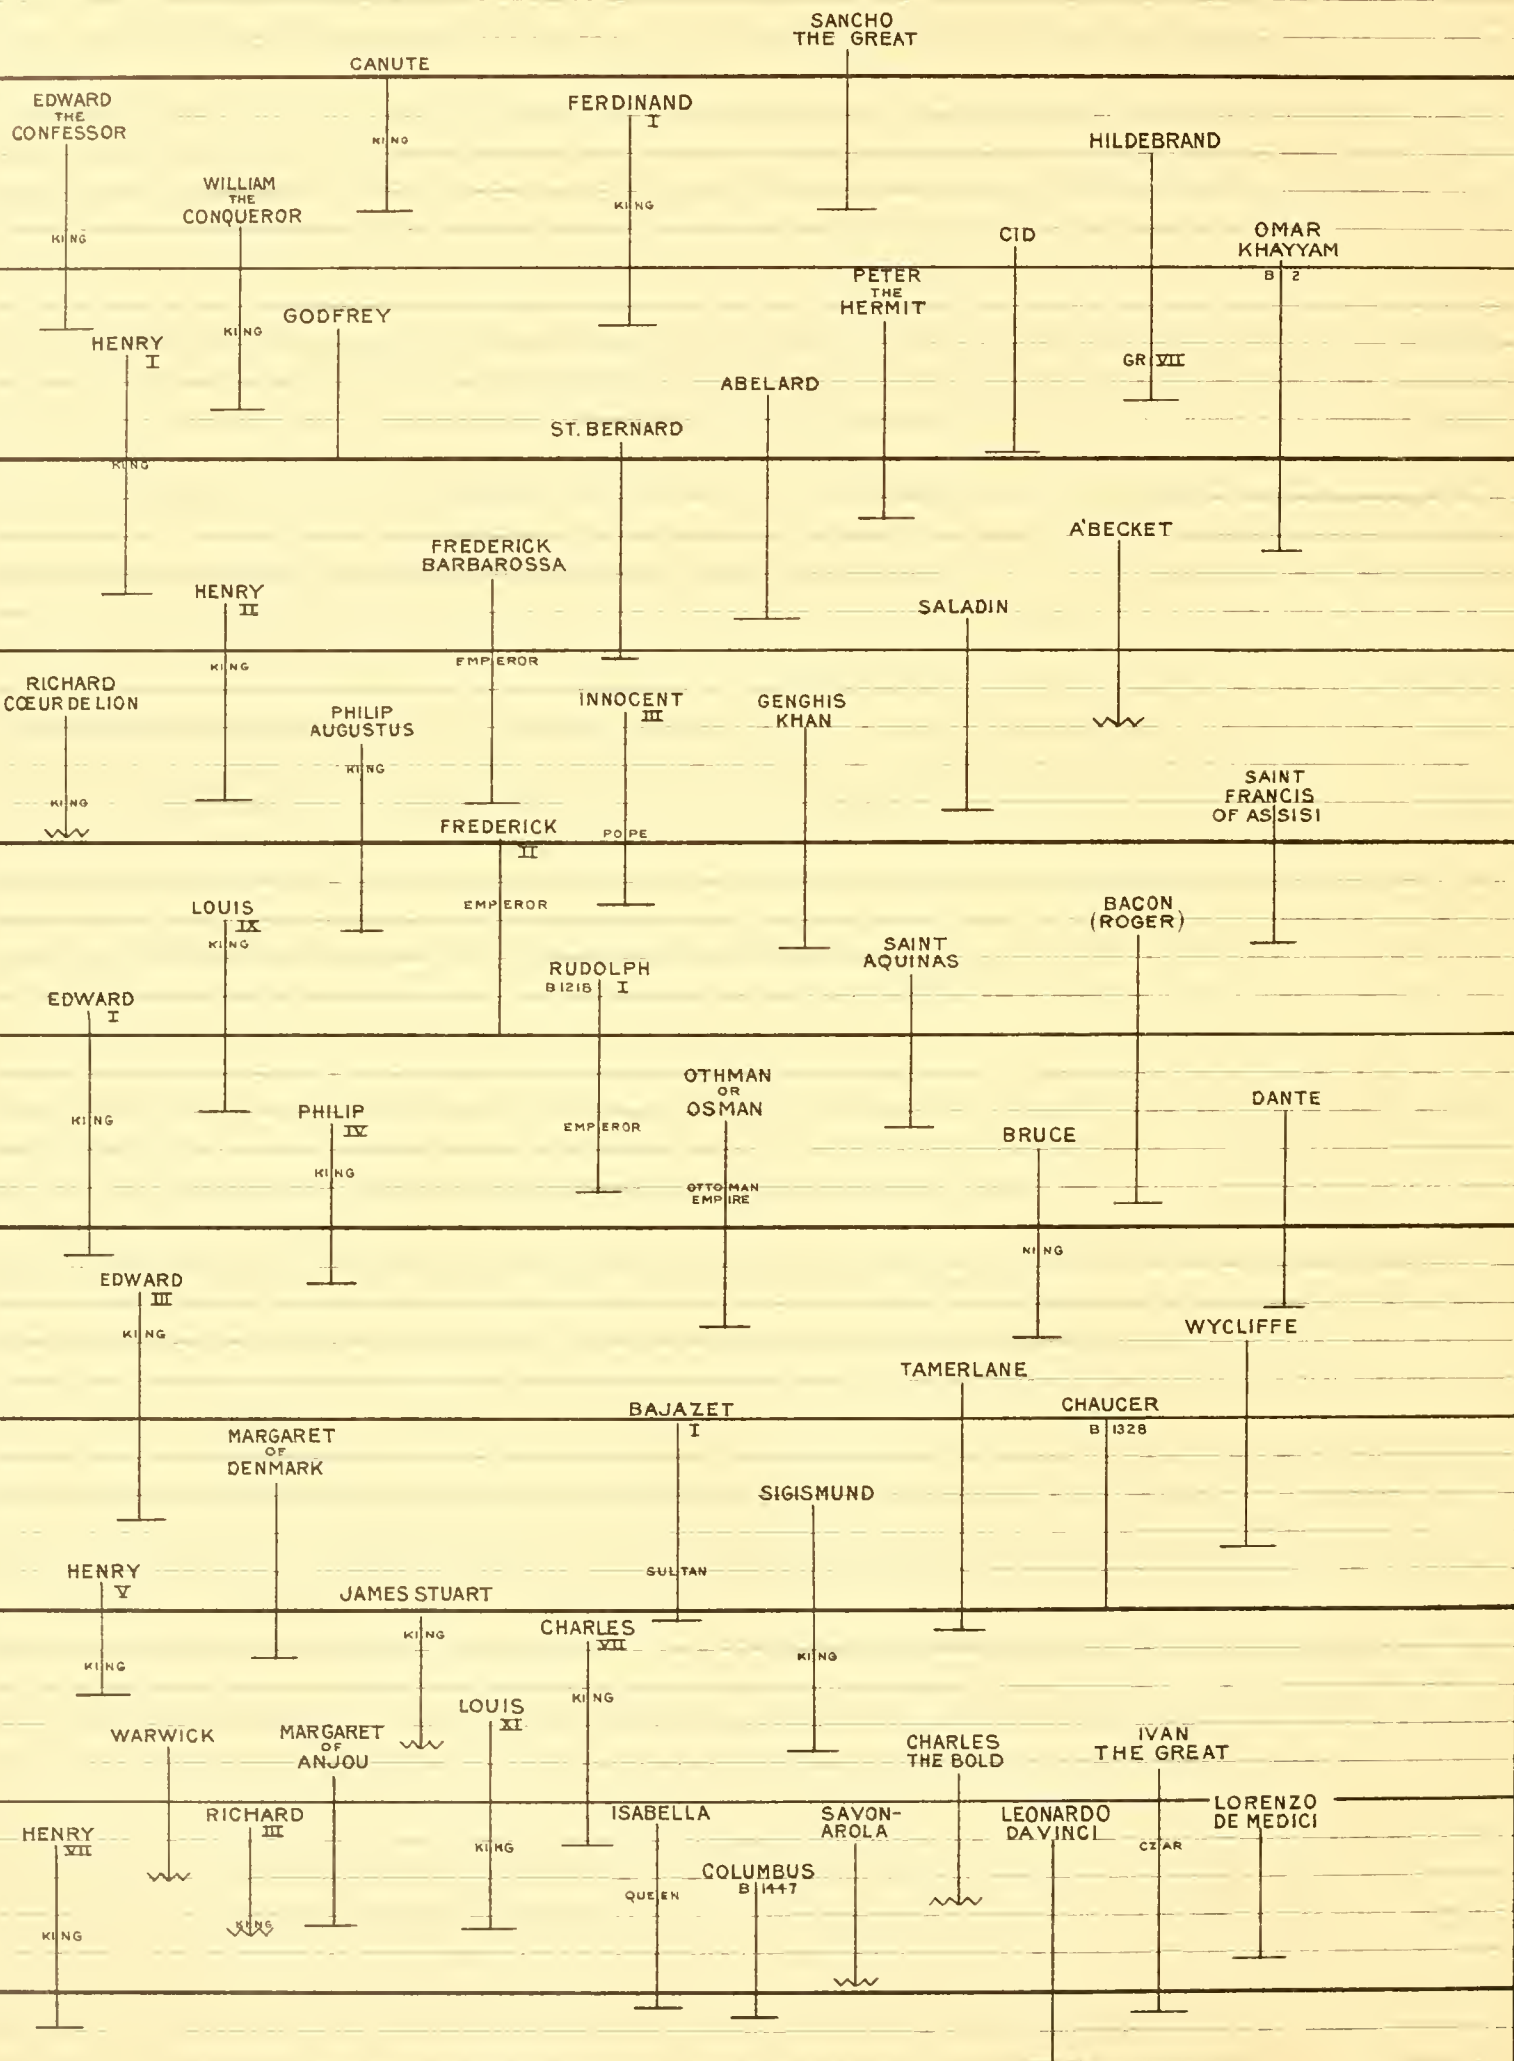 SANCHO
THE GREAT
CANUTE
KING
EDWARD
THE
CONFESSOR
KING
FERDINAND
I
KING
HILDEBRAND
GR VII
WILLIAM
THE
CONQUEROR
KING
CID
OMAR
KHAYYAM
B 2
PETER
THE
HERMIT
GODFREY
HENRY
I
KING
ABELARD
ST. BERNARD
A'BECKET
FREDERICK
BARBAROSSA
EMPEROR
HENRY
II
KING
SALADIN
RICHARD
CŒUR DE LION
KING
PHILIP
AUGUSTUS
KING
INNOCENT
III
POPE
GENGHIS
KHAN
SAINT
FRANCIS
OF ASSISI
FREDERICK
II
EMPEROR
LOUIS
IX
KING
BACON
(ROGER)
SAINT
AQUINAS
RUDOLPH
B 1218 I
EMPEROR
EDWARD
I
KING
OTHMAN
OR
OSMAN
OTTOMAN
EMPIRE
PHILIP
IV
KING
DANTE
BRUCE
KING
EDWARD
III
KING
WYCLIFFE
TAMERLANE
BAJAZET
I
SULTAN
CHAUCER
B 1328
MARGARET
OF
DENMARK
SIGISMUND
KING
HENRY
V
KING
JAMES STUART
KING
CHARLES
VII
KING
LOUIS
XI
KING
WARWICK
MARGARET
OF
ANJOU
CHARLES
THE BOLD
IVAN
THE GREAT
CZAR
HENRY
VII
KING
RICHARD
III
KING
ISABELLA
QUEEN
COLUMBUS
B 1447
SAVON-
AROLA
LEONARDO
DA VINCI
LORENZO
DE MEDICI